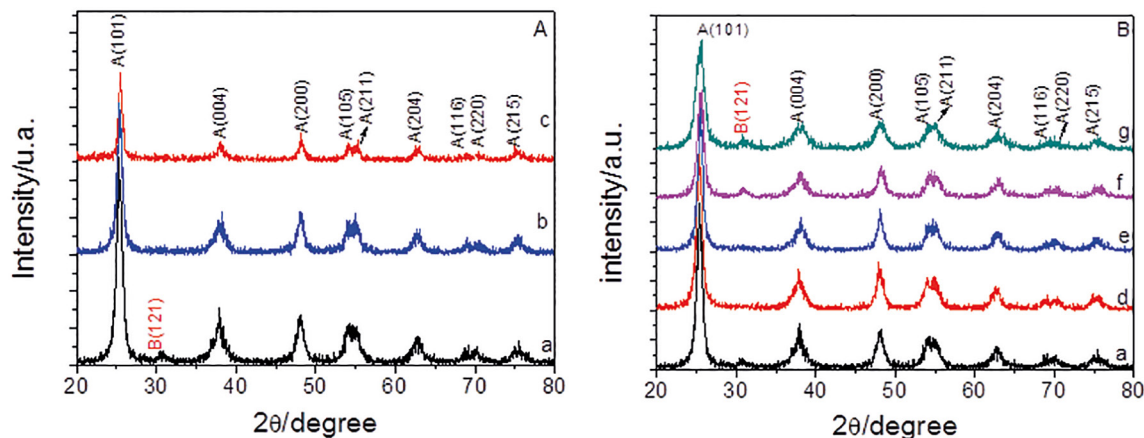 A
A(101)
B(121)
A(004)
A(200)
A(105)
A(211)
A(204)
A(116)
A(220)
A(215)
c
b
a
Intensity/u.a.
20 30 40 50 60 70 80
2θ/degree
B
A(101)
B(121)
A(004)
A(200)
A(105)
A(211)
A(204)
A(116)
A(220)
A(215)
g
f
e
d
a
intensity/a.u.
20 30 40 50 60 70 80
2θ/degree